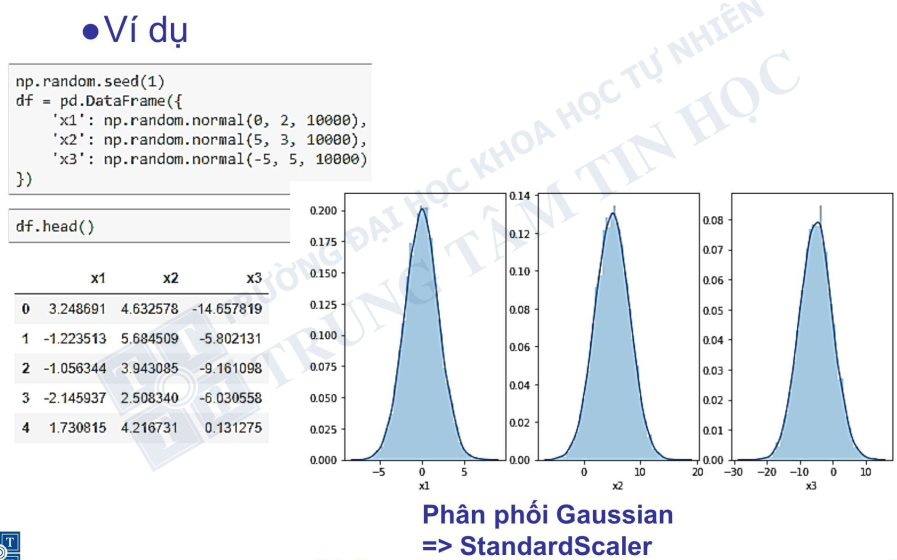 ●Ví dụ
np.random.seed(1)
df = pd.DataFrame({
    'x1': np.random.normal(0, 2, 10000),
    'x2': np.random.normal(5, 3, 10000),
    'x3': np.random.normal(-5, 5, 10000)
})
df.head()
x1 x2 x3
0 3.248691 4.632578 -14.657819
1 -1.223513 5.684509 -5.802131
2 -1.056344 3.943085 -9.161098
3 -2.145937 2.508340 -6.030558
4 1.730815 4.216731 0.131275
0.200
0.175
0.150
0.125
0.100
0.075
0.050
0.025
0.000
-5 0 5
x1
0.14
0.12
0.10
0.08
0.06
0.04
0.02
0.00
0 10 20
x2
0.08
0.07
0.06
0.05
0.04
0.03
0.02
0.01
0.00
-30 -20 -10 0 10
x3
Phân phối Gaussian
=> StandardScaler
TRƯỜNG ĐẠI HỌC KHOA HỌC TỰ NHIÊN
TRUNG TÂM TIN HỌC
T